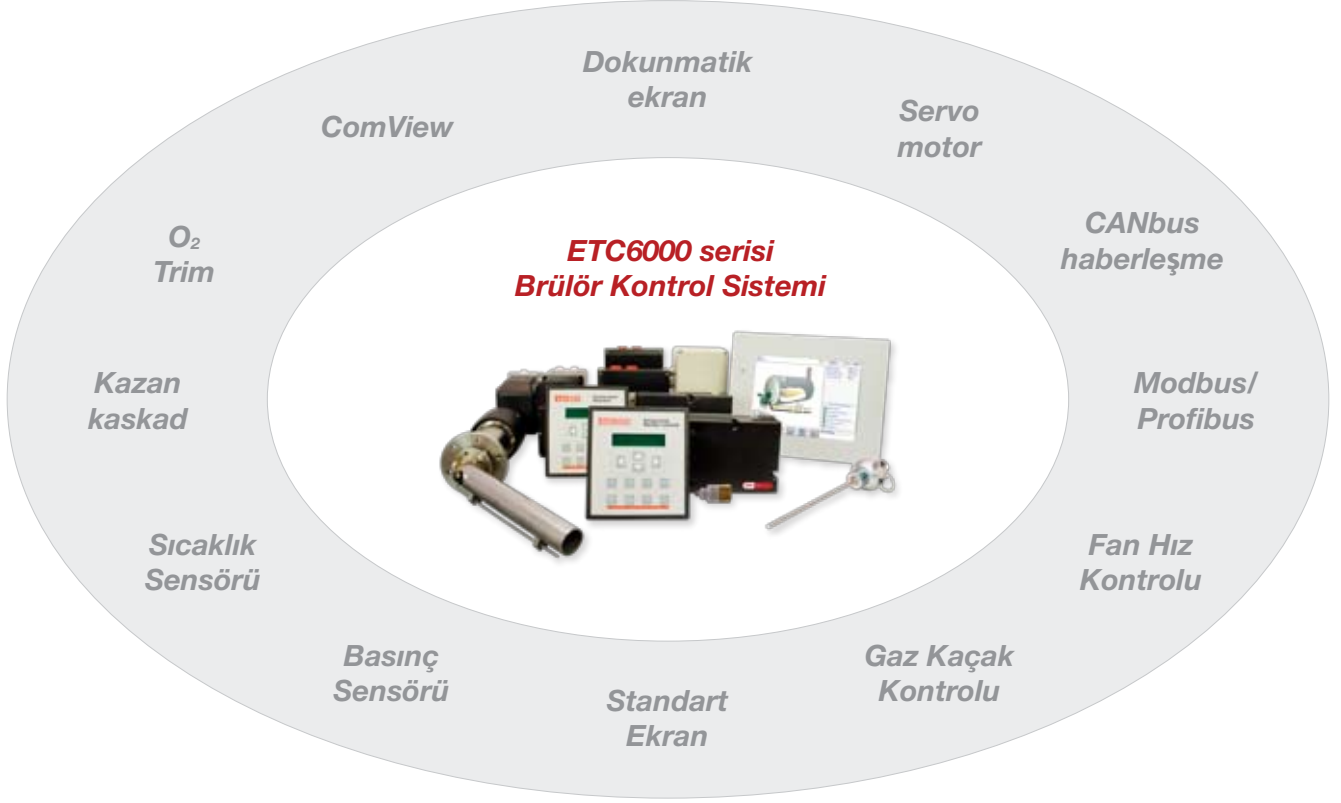 Dokunmatik
ekran
ComView
Servo
motor
O₂
Trim
CANbus
haberleşme
ETC6000 serisi
Brülör Kontrol Sistemi
Kazan
kaskad
Modbus/
Profibus
Sıcaklık
Sensörü
Fan Hız
Kontrolu
Basınç
Sensörü
Gaz Kaçak
Kontrolu
Standart
Ekran